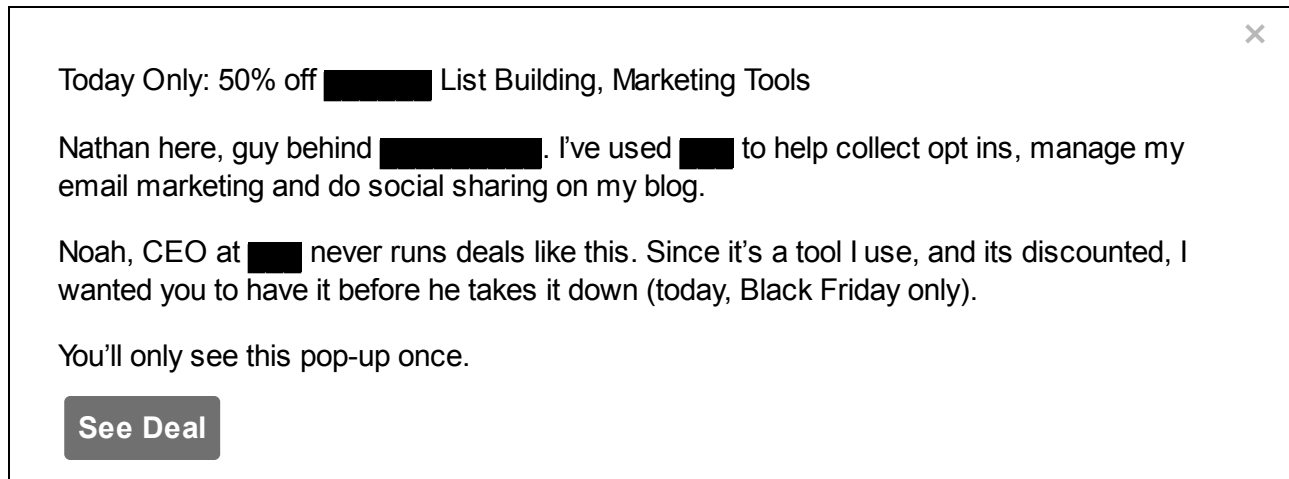 Today Only: 50% off List Building, Marketing Tools
Nathan here, guy behind . I’ve used to help collect opt ins, manage my
email marketing and do social sharing on my blog.
Noah, CEO at never runs deals like this. Since it’s a tool I use, and its discounted, I
wanted you to have it before he takes it down (today, Black Friday only).
You’ll only see this pop-up once.
See Deal